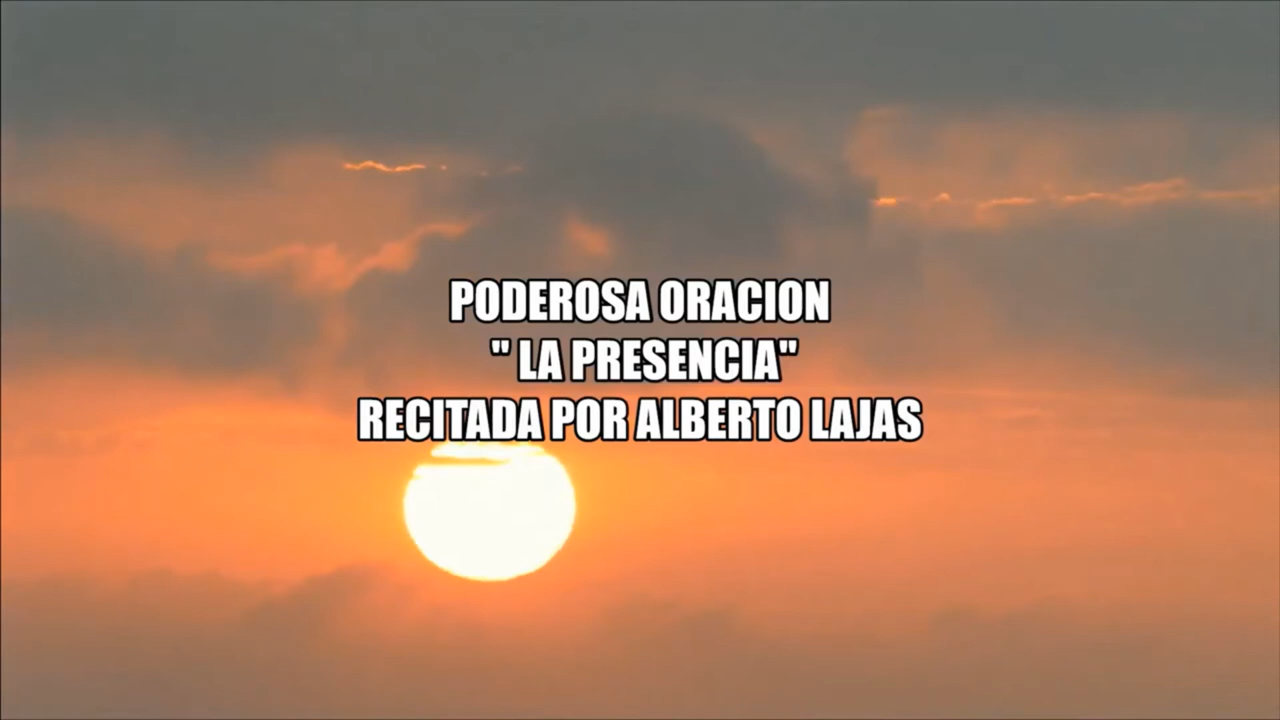 PODEROSA ORACION
" LA PRESENCIA"
RECITADA POR ALBERTO LAJAS